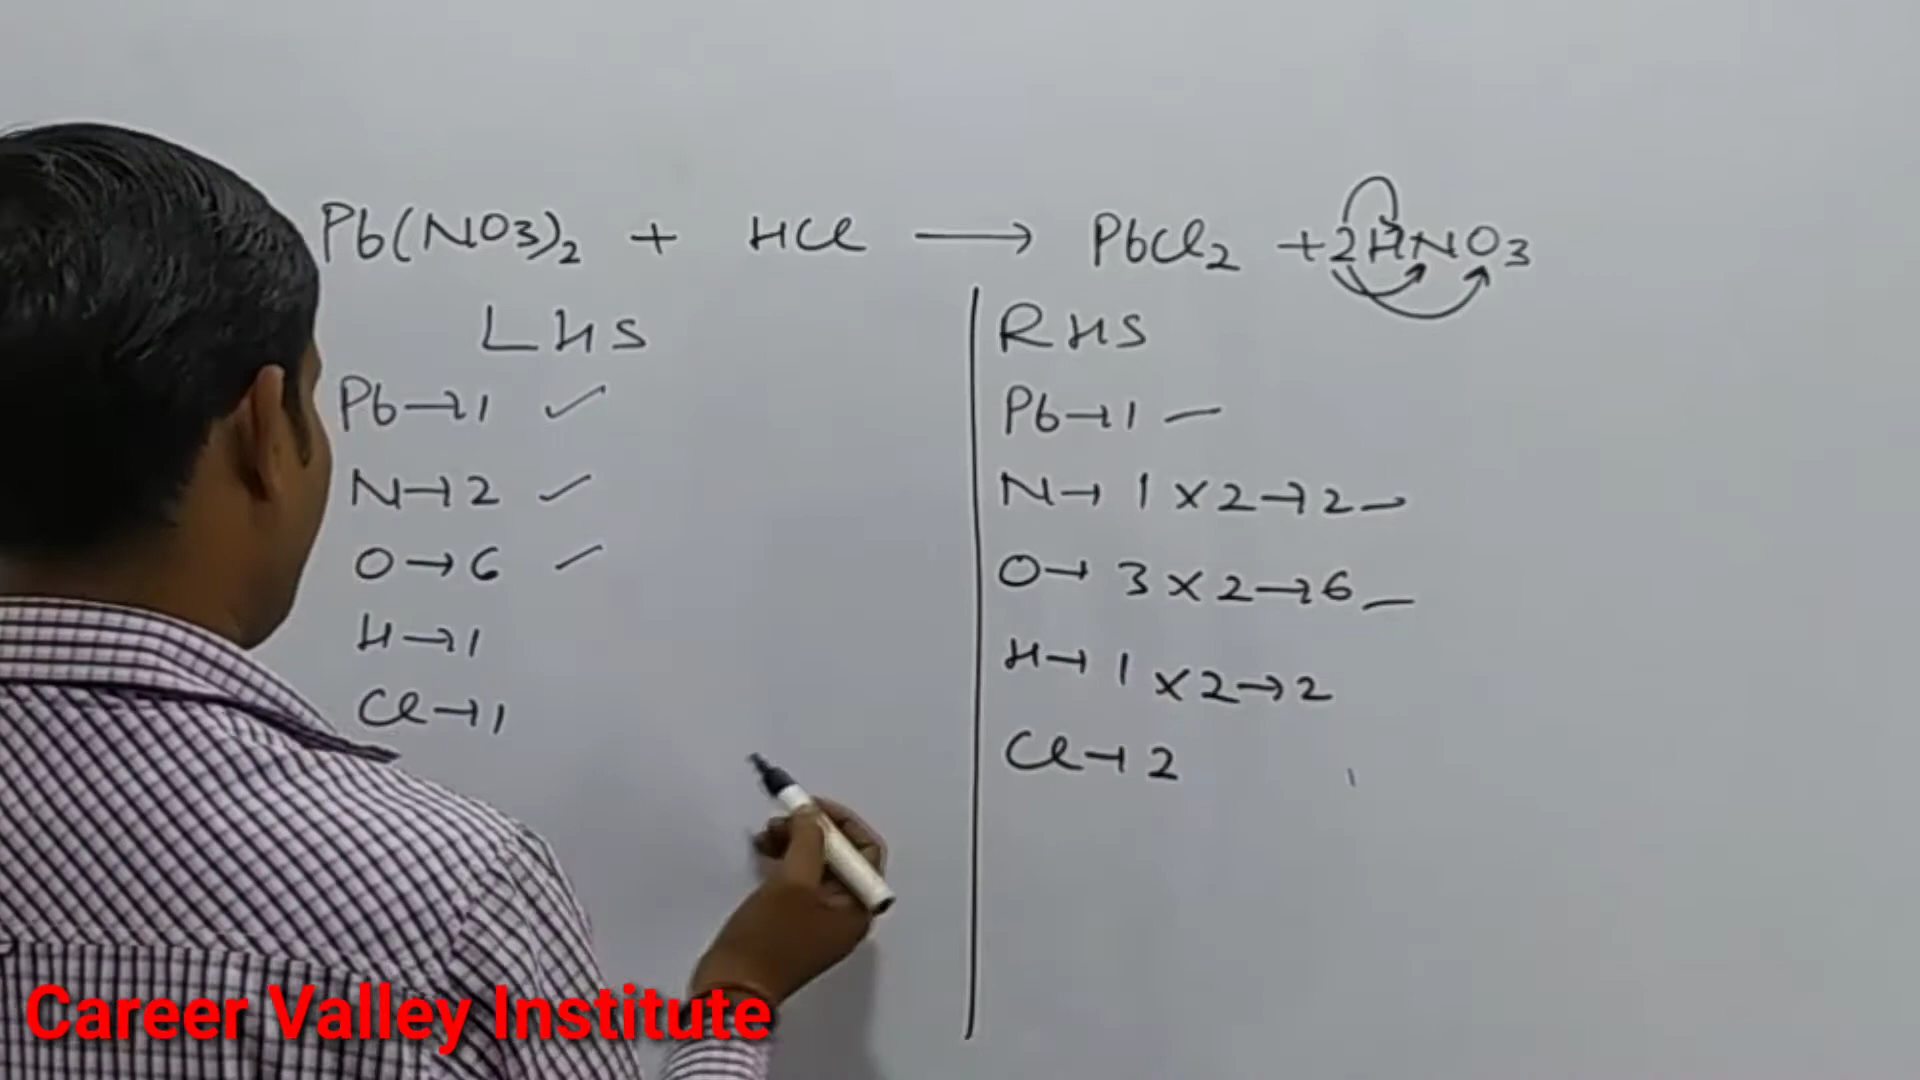 Pb(NO3)2 + HCl → PbCl2 + 2HNO3
LHS
Pb→1 ✓
N→2 ✓
O→6 ✓
H→1
Cl→1
RHS
Pb→1 –
N→ 1 × 2→2 –
O→ 3 × 2→6 –
H→ 1 × 2→2
Cl→2
Career Valley Institute